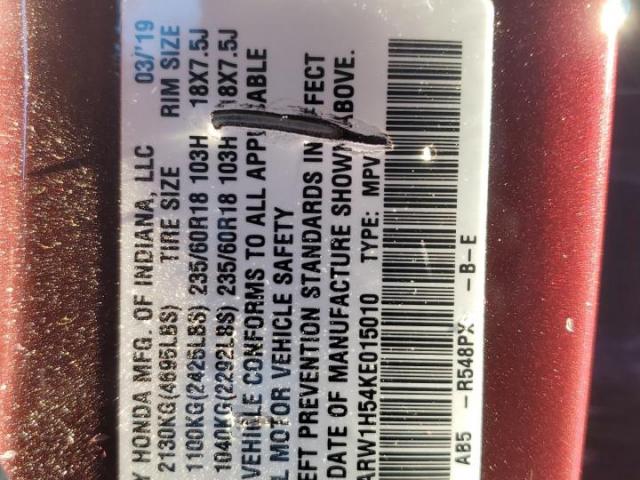 Y HONDA MFG. OF INDIANA, LLC 03/'19
TIRE SIZE RIM SIZE
2130KG(4695LBS)
1100KG(2425LBS) 235/60R18 103H 18X7.5J
1040KG(2292LBS) 235/60R18 103H 18X7.5J
VEHICLE CONFORMS TO ALL
L MOTOR VEHICLE SAFETY
EFT PREVENTION STANDARDS IN
DATE OF MANUFACTURE SHOWN ABOVE.
ARW1H54KE015010 TYPE: MPV
AB5 -R548PX -B-E